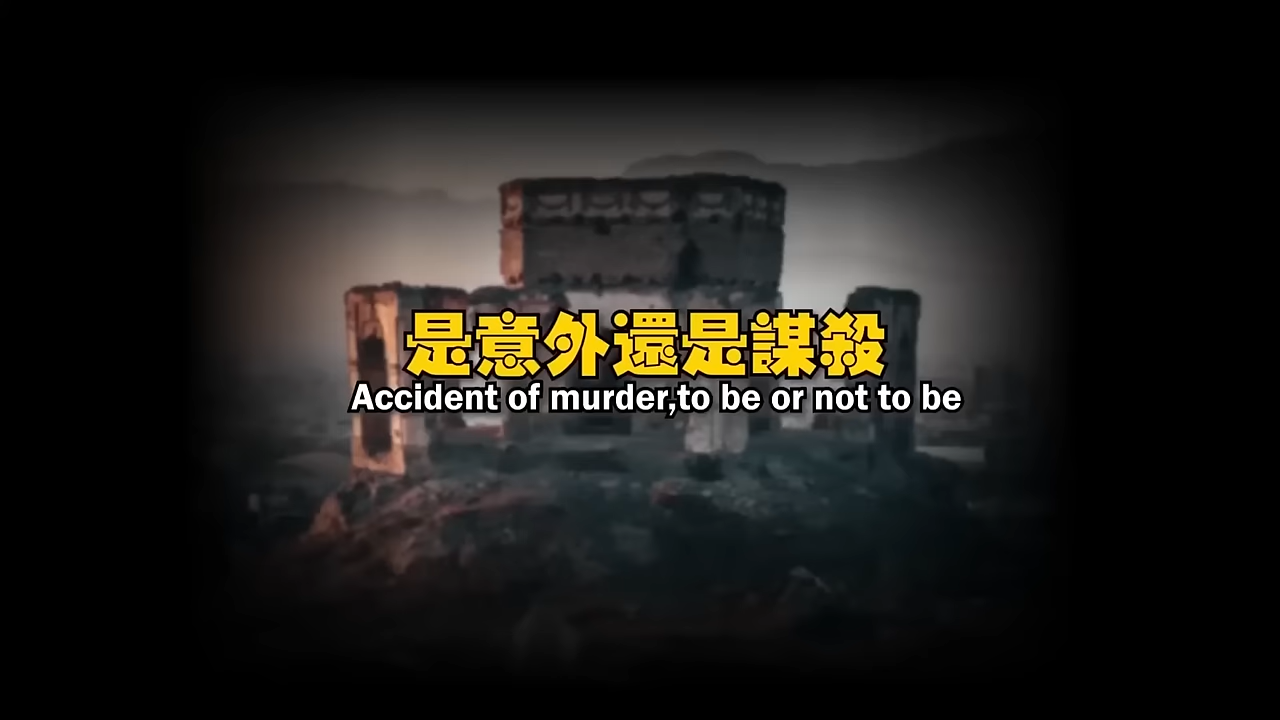 是意外還是謀殺
Accident of murder,to be or not to be